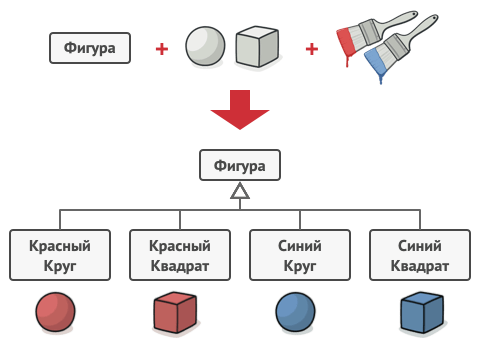 Фигура + +
Фигура
Красный Красный Синий Синий
Круг Квадрат Круг Квадрат